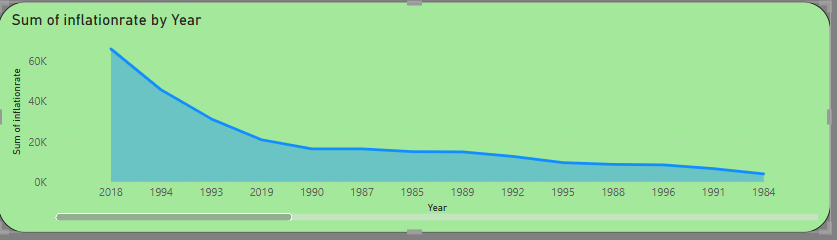 Sum of inflationrate by Year
Sum of inflationrate
60K
40K
20K
0K
2018 1994 1993 2019 1990 1987 1985 1989 1992 1995 1988 1996 1991 1984
Year